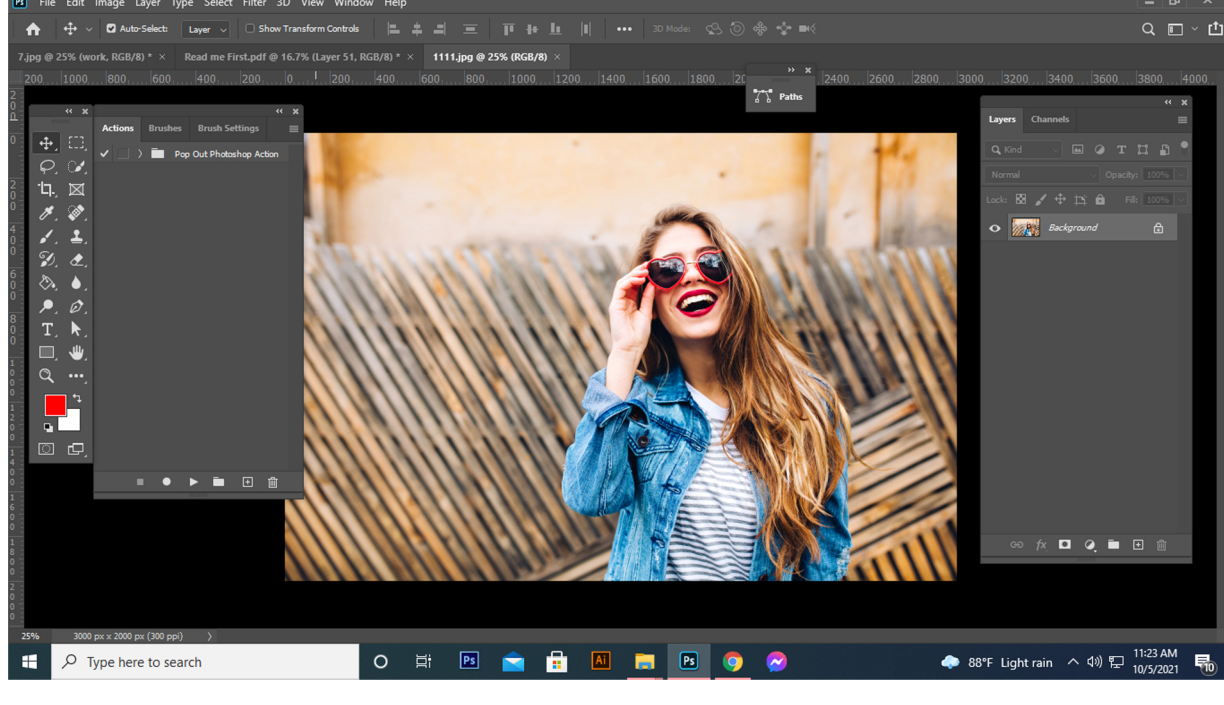 Ps File Edit Image Layer Type Select Filter 3D View Window Help
Auto-Select: Layer Show Transform Controls 3D Mode:
7.jpg @ 25% (work, RGB/8) * × Read me First.pdf @ 16.7% (Layer 51, RGB/8) * × 1111.jpg @ 25% (RGB/8) ×
200 1000 800 600 400 200 0 200 400 600 800 1000 1200 1400 1600 1800 20 2400 2600 2800 3000 3200 3400 3600 3800 4000
Paths
Actions Brushes Brush Settings
Pop Out Photoshop Action
Layers Channels
Kind
Normal Opacity: 100%
Lock: Fill: 100%
Background
25% 3000 px x 2000 px (300 ppi)
Type here to search
Ps Ai Ps
88°F Light rain
11:23 AM
10/5/2021
10